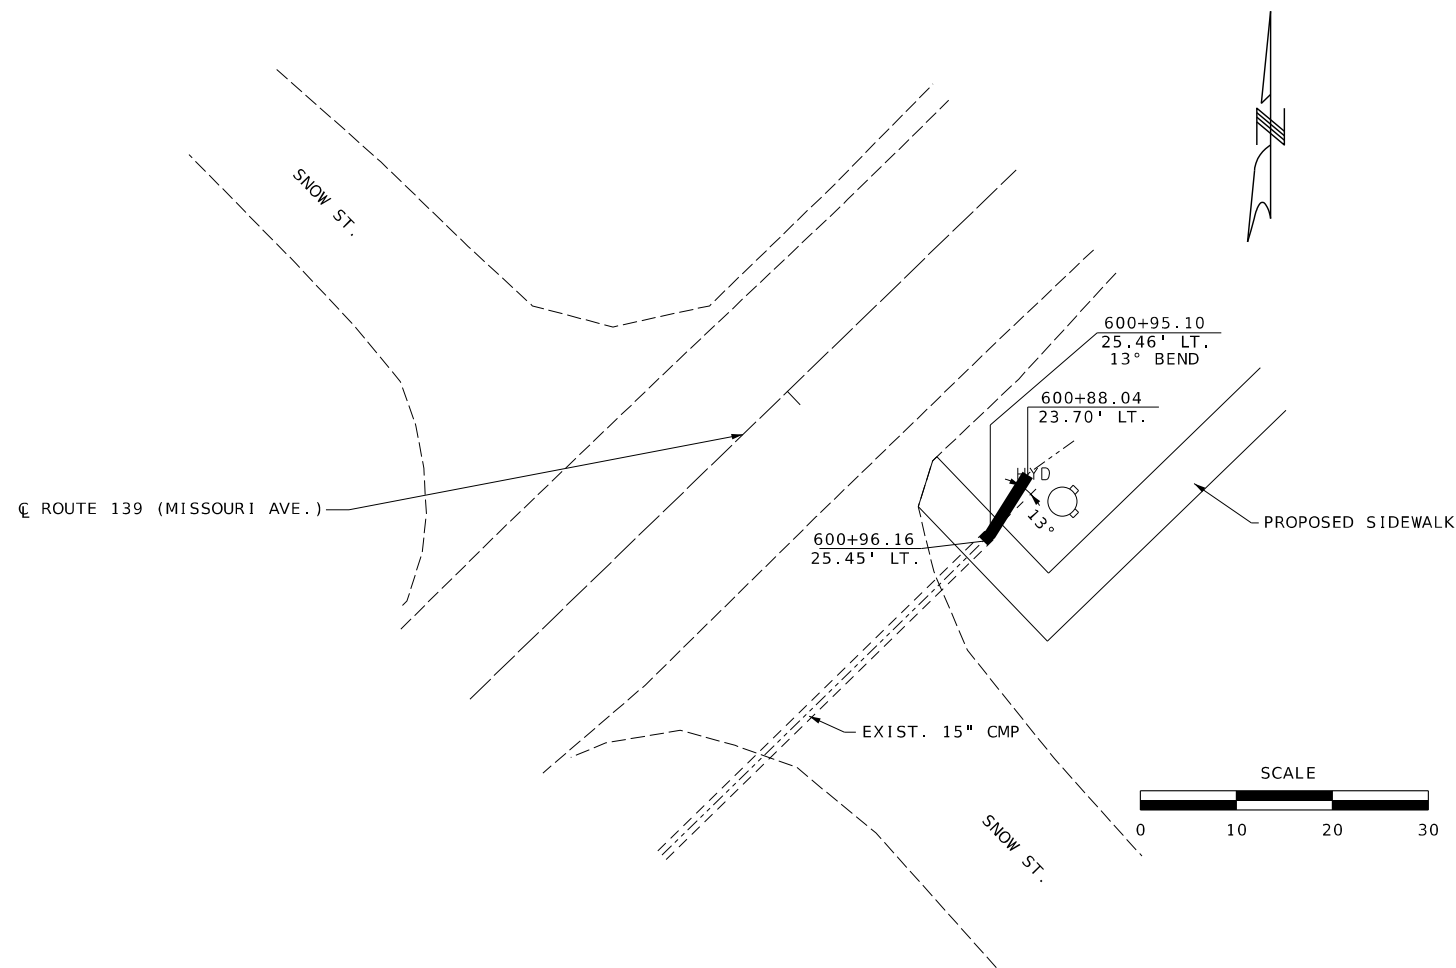 SNOW ST.
N
600+95.10
25.46' LT.
13° BEND
600+88.04
23.70' LT.
HYD
13°
℄ ROUTE 139 (MISSOURI AVE.)
PROPOSED SIDEWALK
600+96.16
25.45' LT.
EXIST. 15" CMP
SNOW ST.
SCALE
0 10 20 30